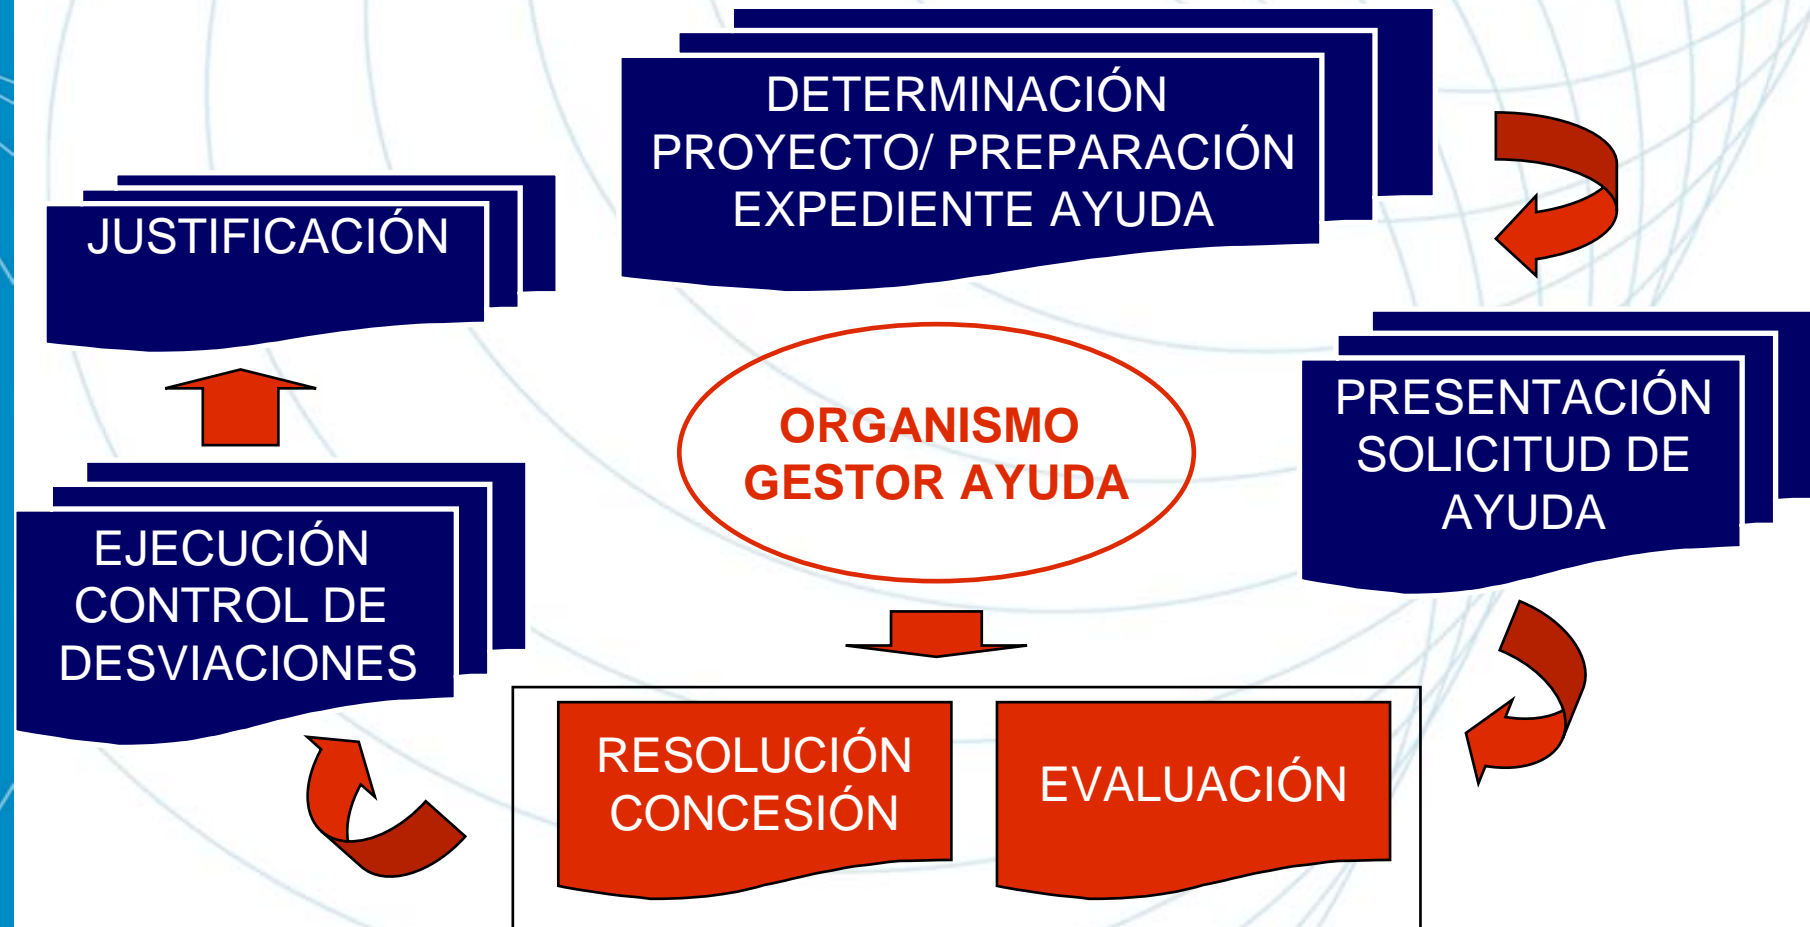 DETERMINACIÓN
PROYECTO/ PREPARACIÓN
EXPEDIENTE AYUDA
JUSTIFICACIÓN
PRESENTACIÓN
SOLICITUD DE
AYUDA
ORGANISMO
GESTOR AYUDA
EJECUCIÓN
CONTROL DE
DESVIACIONES
RESOLUCIÓN
CONCESIÓN
EVALUACIÓN